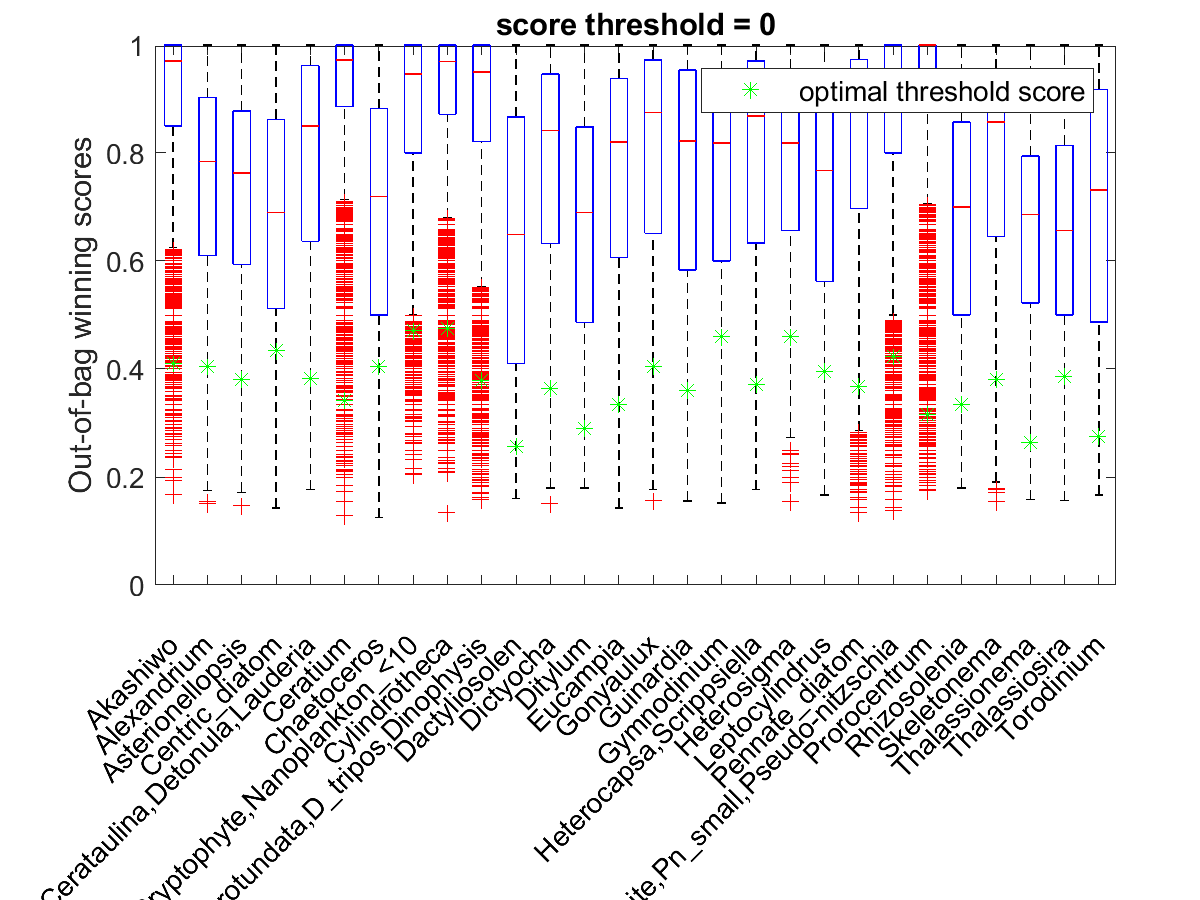 score threshold = 0
optimal threshold score
Out-of-bag winning scores
1
0.8
0.6
0.4
0.2
0
Akashiwo
Alexandrium
Asterionellopsis
Centric_diatom
Cerataulina,Detonula,Lauderia
Ceratium
Chaetoceros
ryptophyte,Nanoplankton_<10
Cylindrotheca
rotundata,D_tripos,Dinophysis
Dactyliosolen
Dictyocha
Ditylum
Eucampia
Gonyaulux
Guinardia
Gymnodinium
Heterocapsa,Scrippsiella
Heterosigma
Leptocylindrus
Pennate_diatom
ite,Pn_small,Pseudo-nitzschia
Prorocentrum
Rhizosolenia
Skeletonema
Thalassionema
Thalassiosira
Torodinium